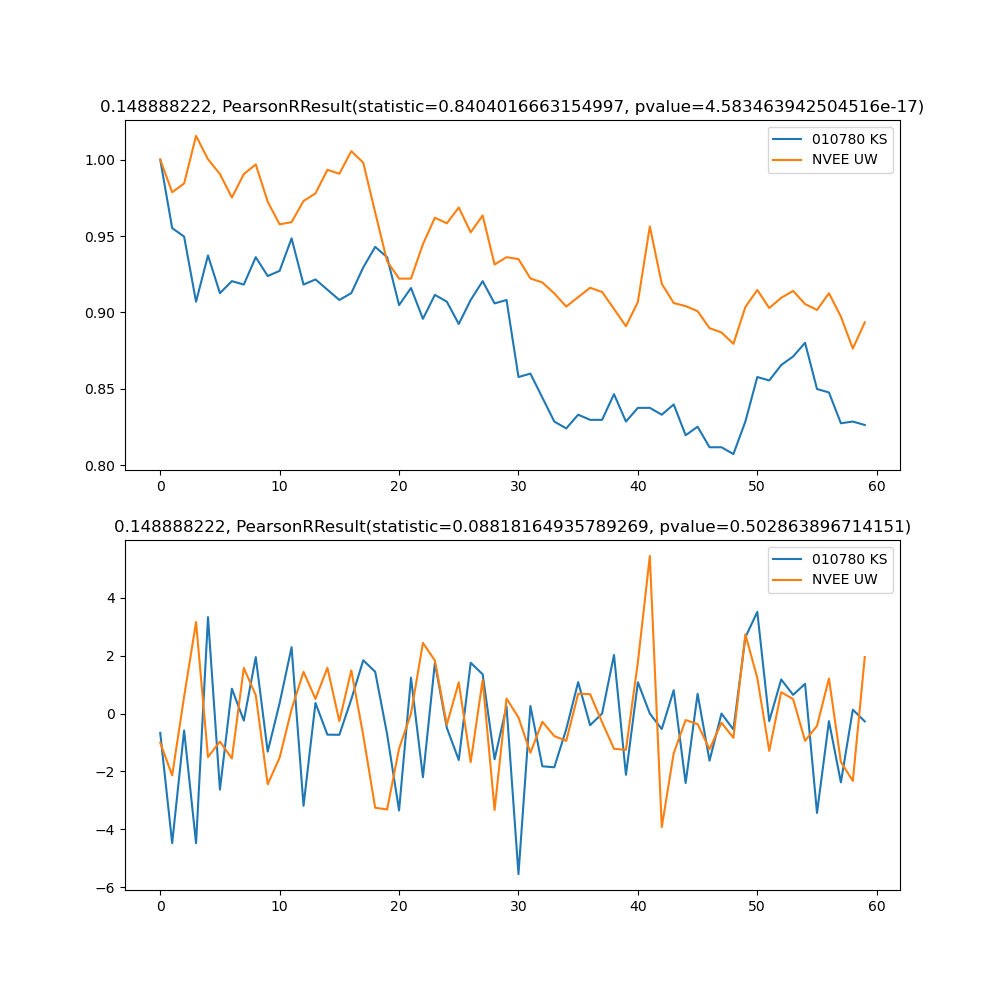 0.148888222, PearsonRResult(statistic=0.8404016663154997, pvalue=4.583463942504516e-17)
010780 KS
NVEE UW
1.00
0.95
0.90
0.85
0.80
0 10 20 30 40 50 60
0.148888222, PearsonRResult(statistic=0.08818164935789269, pvalue=0.502863896714151)
010780 KS
NVEE UW
4
2
0
−2
−4
−6
0 10 20 30 40 50 60